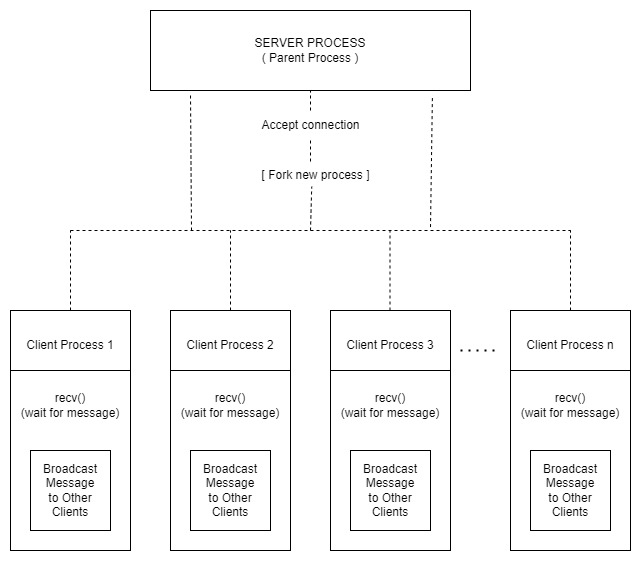 SERVER PROCESS
( Parent Process )
Accept connection
[ Fork new process ]
Client Process 1
recv()
(wait for message)
Broadcast
Message
to Other
Clients
Client Process 2
recv()
(wait for message)
Broadcast
Message
to Other
Clients
Client Process 3
recv()
(wait for message)
Broadcast
Message
to Other
Clients
.....
Client Process n
recv()
(wait for message)
Broadcast
Message
to Other
Clients